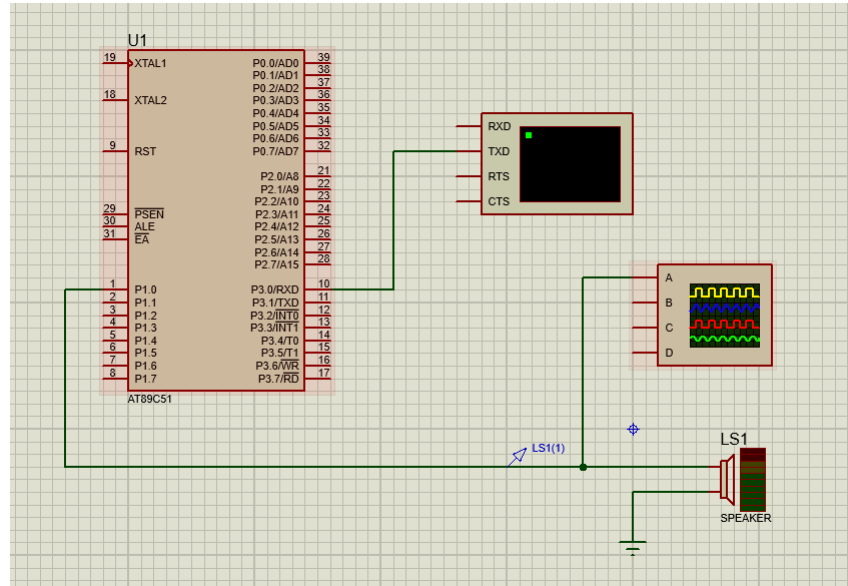 U1
19 XTAL1
18 XTAL2
9 RST
29 PSEN
30 ALE
31 EA
1 P1.0
2 P1.1
3 P1.2
4 P1.3
5 P1.4
6 P1.5
7 P1.6
8 P1.7
P0.0/AD0 39
P0.1/AD1 38
P0.2/AD2 37
P0.3/AD3 36
P0.4/AD4 35
P0.5/AD5 34
P0.6/AD6 33
P0.7/AD7 32
P2.0/A8 21
P2.1/A9 22
P2.2/A10 23
P2.3/A11 24
P2.4/A12 25
P2.5/A13 26
P2.6/A14 27
P2.7/A15 28
P3.0/RXD 10
P3.1/TXD 11
P3.2/INT0 12
P3.3/INT1 13
P3.4/T0 14
P3.5/T1 15
P3.6/WR 16
P3.7/RD 17
AT89C51
RXD
TXD
RTS
CTS
A
B
C
D
LS1(1)
LS1
SPEAKER